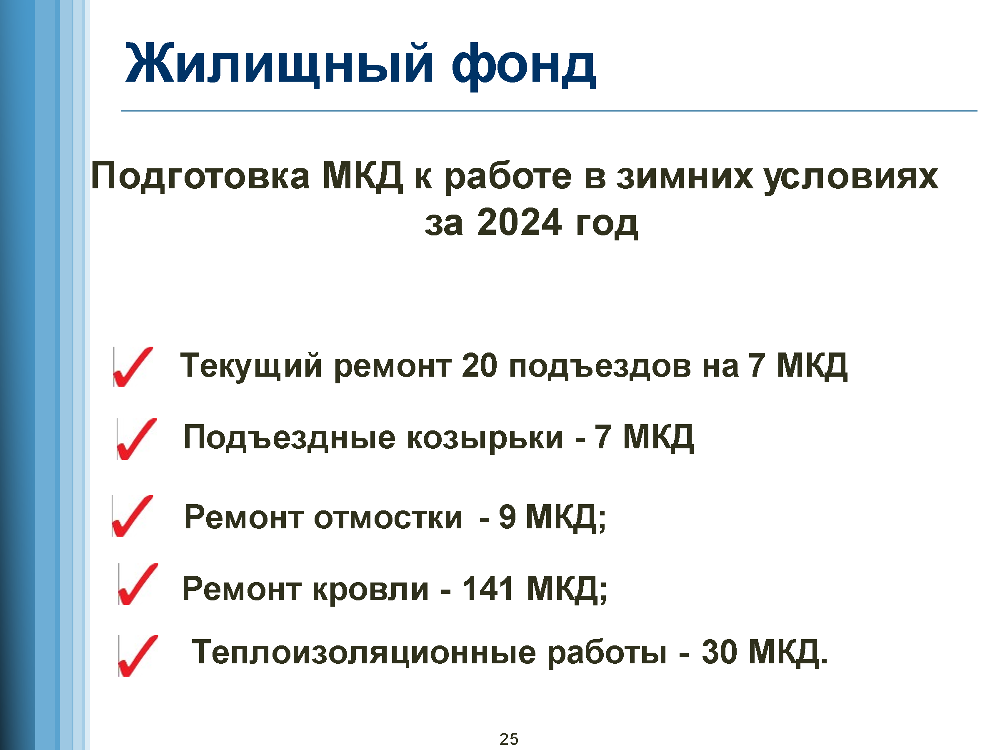 Жилищный фонд
Подготовка МКД к работе в зимних условиях
за 2024 год
Текущий ремонт 20 подъездов на 7 МКД
Подъездные козырьки - 7 МКД
Ремонт отмостки - 9 МКД;
Ремонт кровли - 141 МКД;
Теплоизоляционные работы - 30 МКД.
25